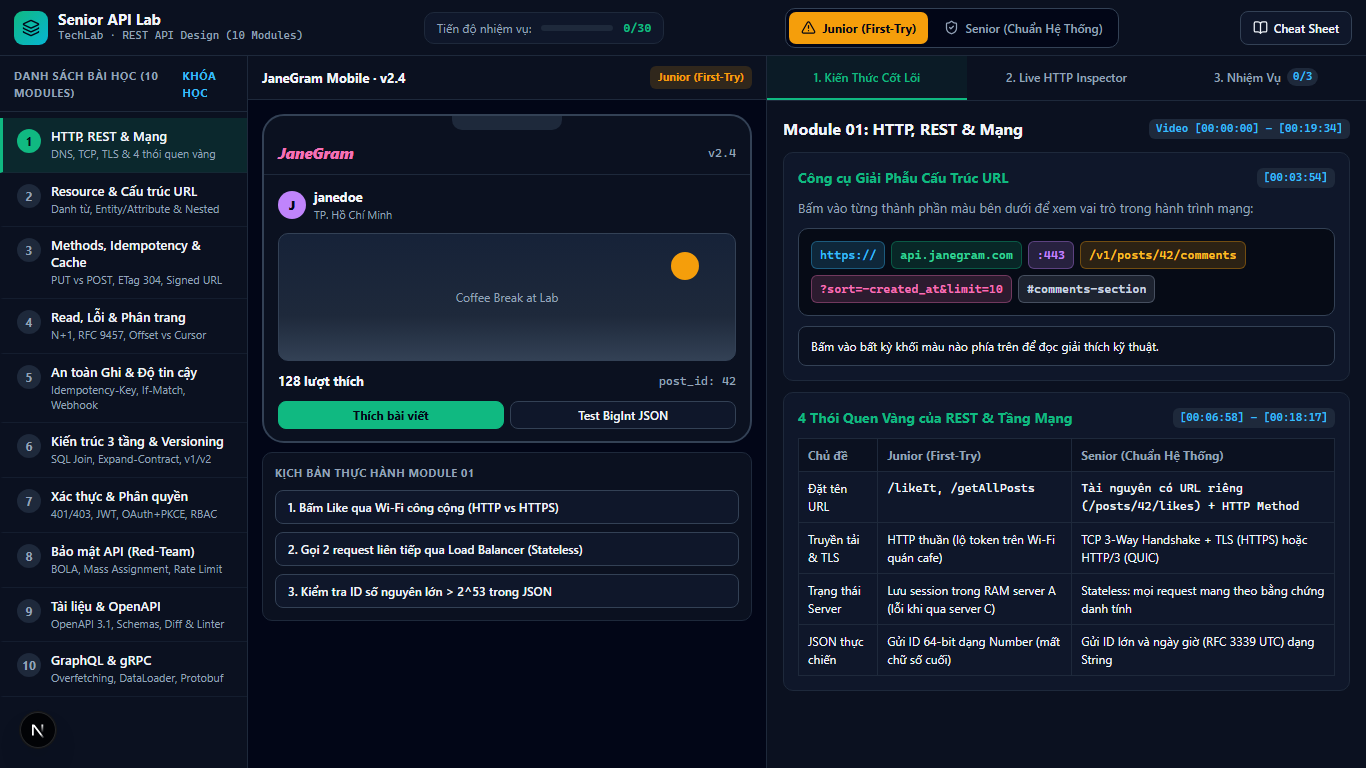 Senior API Lab
TechLab · REST API Design (10 Modules)
Tiến độ nhiệm vụ: 0/30
Junior (First-Try)
Senior (Chuẩn Hệ Thống)
Cheat Sheet
DANH SÁCH BÀI HỌC (10 MODULES)
KHÓA HỌC
1
HTTP, REST & Mạng
DNS, TCP, TLS & 4 thói quen vàng
2
Resource & Cấu trúc URL
Danh từ, Entity/Attribute & Nested
3
Methods, Idempotency & Cache
PUT vs POST, ETag 304, Signed URL
4
Read, Lỗi & Phân trang
N+1, RFC 9457, Offset vs Cursor
5
An toàn Ghi & Độ tin cậy
Idempotency-Key, If-Match, Webhook
6
Kiến trúc 3 tầng & Versioning
SQL Join, Expand-Contract, v1/v2
7
Xác thực & Phân quyền
401/403, JWT, OAuth+PKCE, RBAC
8
Bảo mật API (Red-Team)
BOLA, Mass Assignment, Rate Limit
9
Tài liệu & OpenAPI
OpenAPI 3.1, Schemas, Diff & Linter
10
GraphQL & gRPC
Overfetching, DataLoader, Protobuf
N
JaneGram Mobile · v2.4
Junior (First-Try)
JaneGram
v2.4
J
janedoe
TP. Hồ Chí Minh
Coffee Break at Lab
128 lượt thích
post_id: 42
Thích bài viết
Test BigInt JSON
KỊCH BẢN THỰC HÀNH MODULE 01
1. Bấm Like qua Wi-Fi công cộng (HTTP vs HTTPS)
2. Gọi 2 request liên tiếp qua Load Balancer (Stateless)
3. Kiểm tra ID số nguyên lớn > 2^53 trong JSON
1. Kiến Thức Cốt Lõi
2. Live HTTP Inspector
3. Nhiệm Vụ 0/3
Module 01: HTTP, REST & Mạng
Video [00:00:00] – [00:19:34]
Công cụ Giải Phẫu Cấu Trúc URL
[00:03:54]
Bấm vào từng thành phần màu bên dưới để xem vai trò trong hành trình mạng:
https://
api.janegram.com
:443
/v1/posts/42/comments
?sort=-created_at&limit=10
#comments-section
Bấm vào bất kỳ khối màu nào phía trên để đọc giải thích kỹ thuật.
4 Thói Quen Vàng của REST & Tầng Mạng
[00:06:58] – [00:18:17]
Chủ đề
Junior (First-Try)
Senior (Chuẩn Hệ Thống)
Đặt tên URL
/likeIt, /getAllPosts
Tài nguyên có URL riêng
(/posts/42/likes) + HTTP Method
Truyền tải & TLS
HTTP thuần (lộ token trên Wi-Fi
quán cafe)
TCP 3-Way Handshake + TLS (HTTPS) hoặc
HTTP/3 (QUIC)
Trạng thái Server
Lưu session trong RAM server A
(lỗi khi qua server C)
Stateless: mọi request mang theo bằng chứng
danh tính
JSON thực chiến
Gửi ID 64-bit dạng Number (mất
chữ số cuối)
Gửi ID lớn và ngày giờ (RFC 3339 UTC) dạng
String